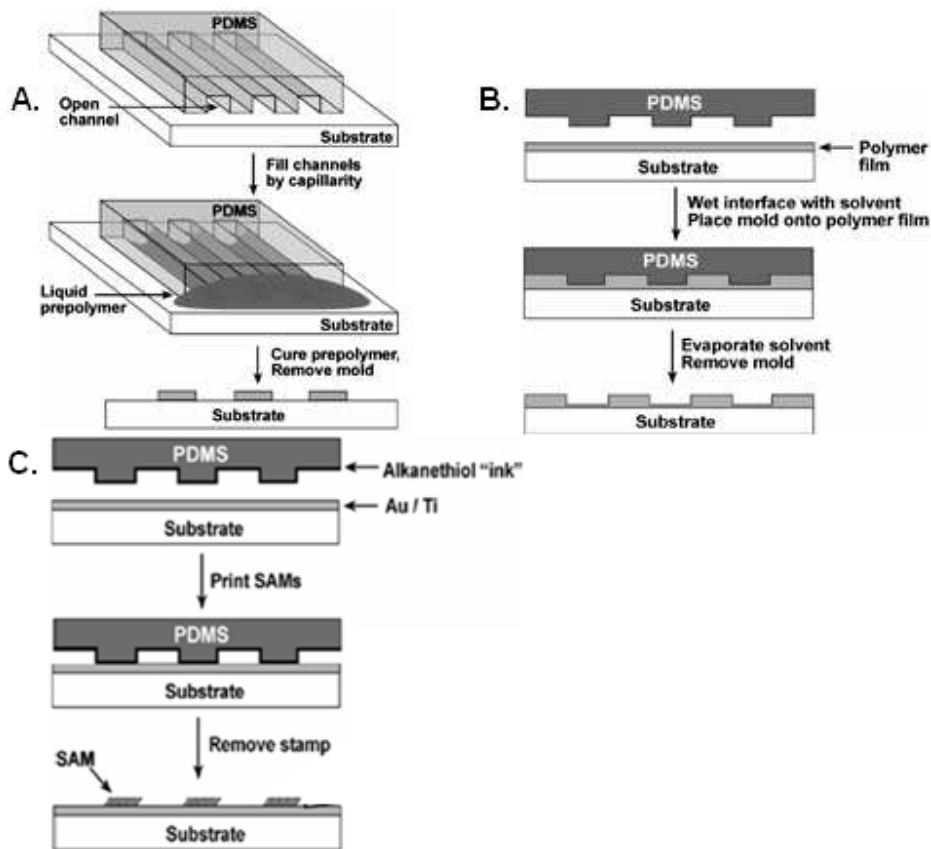 A.
PDMS
Open
channel
Substrate
Fill channels
by capillarity
PDMS
Liquid
prepolymer
Substrate
Cure prepolymer,
Remove mold
Substrate
B.
PDMS
Polymer
film
Substrate
Wet interface with solvent
Place mold onto polymer film
PDMS
Substrate
Evaporate solvent
Remove mold
Substrate
C.
PDMS
Alkanethiol "ink"
Au / Ti
Substrate
Print SAMs
PDMS
Substrate
Remove stamp
SAM
Substrate